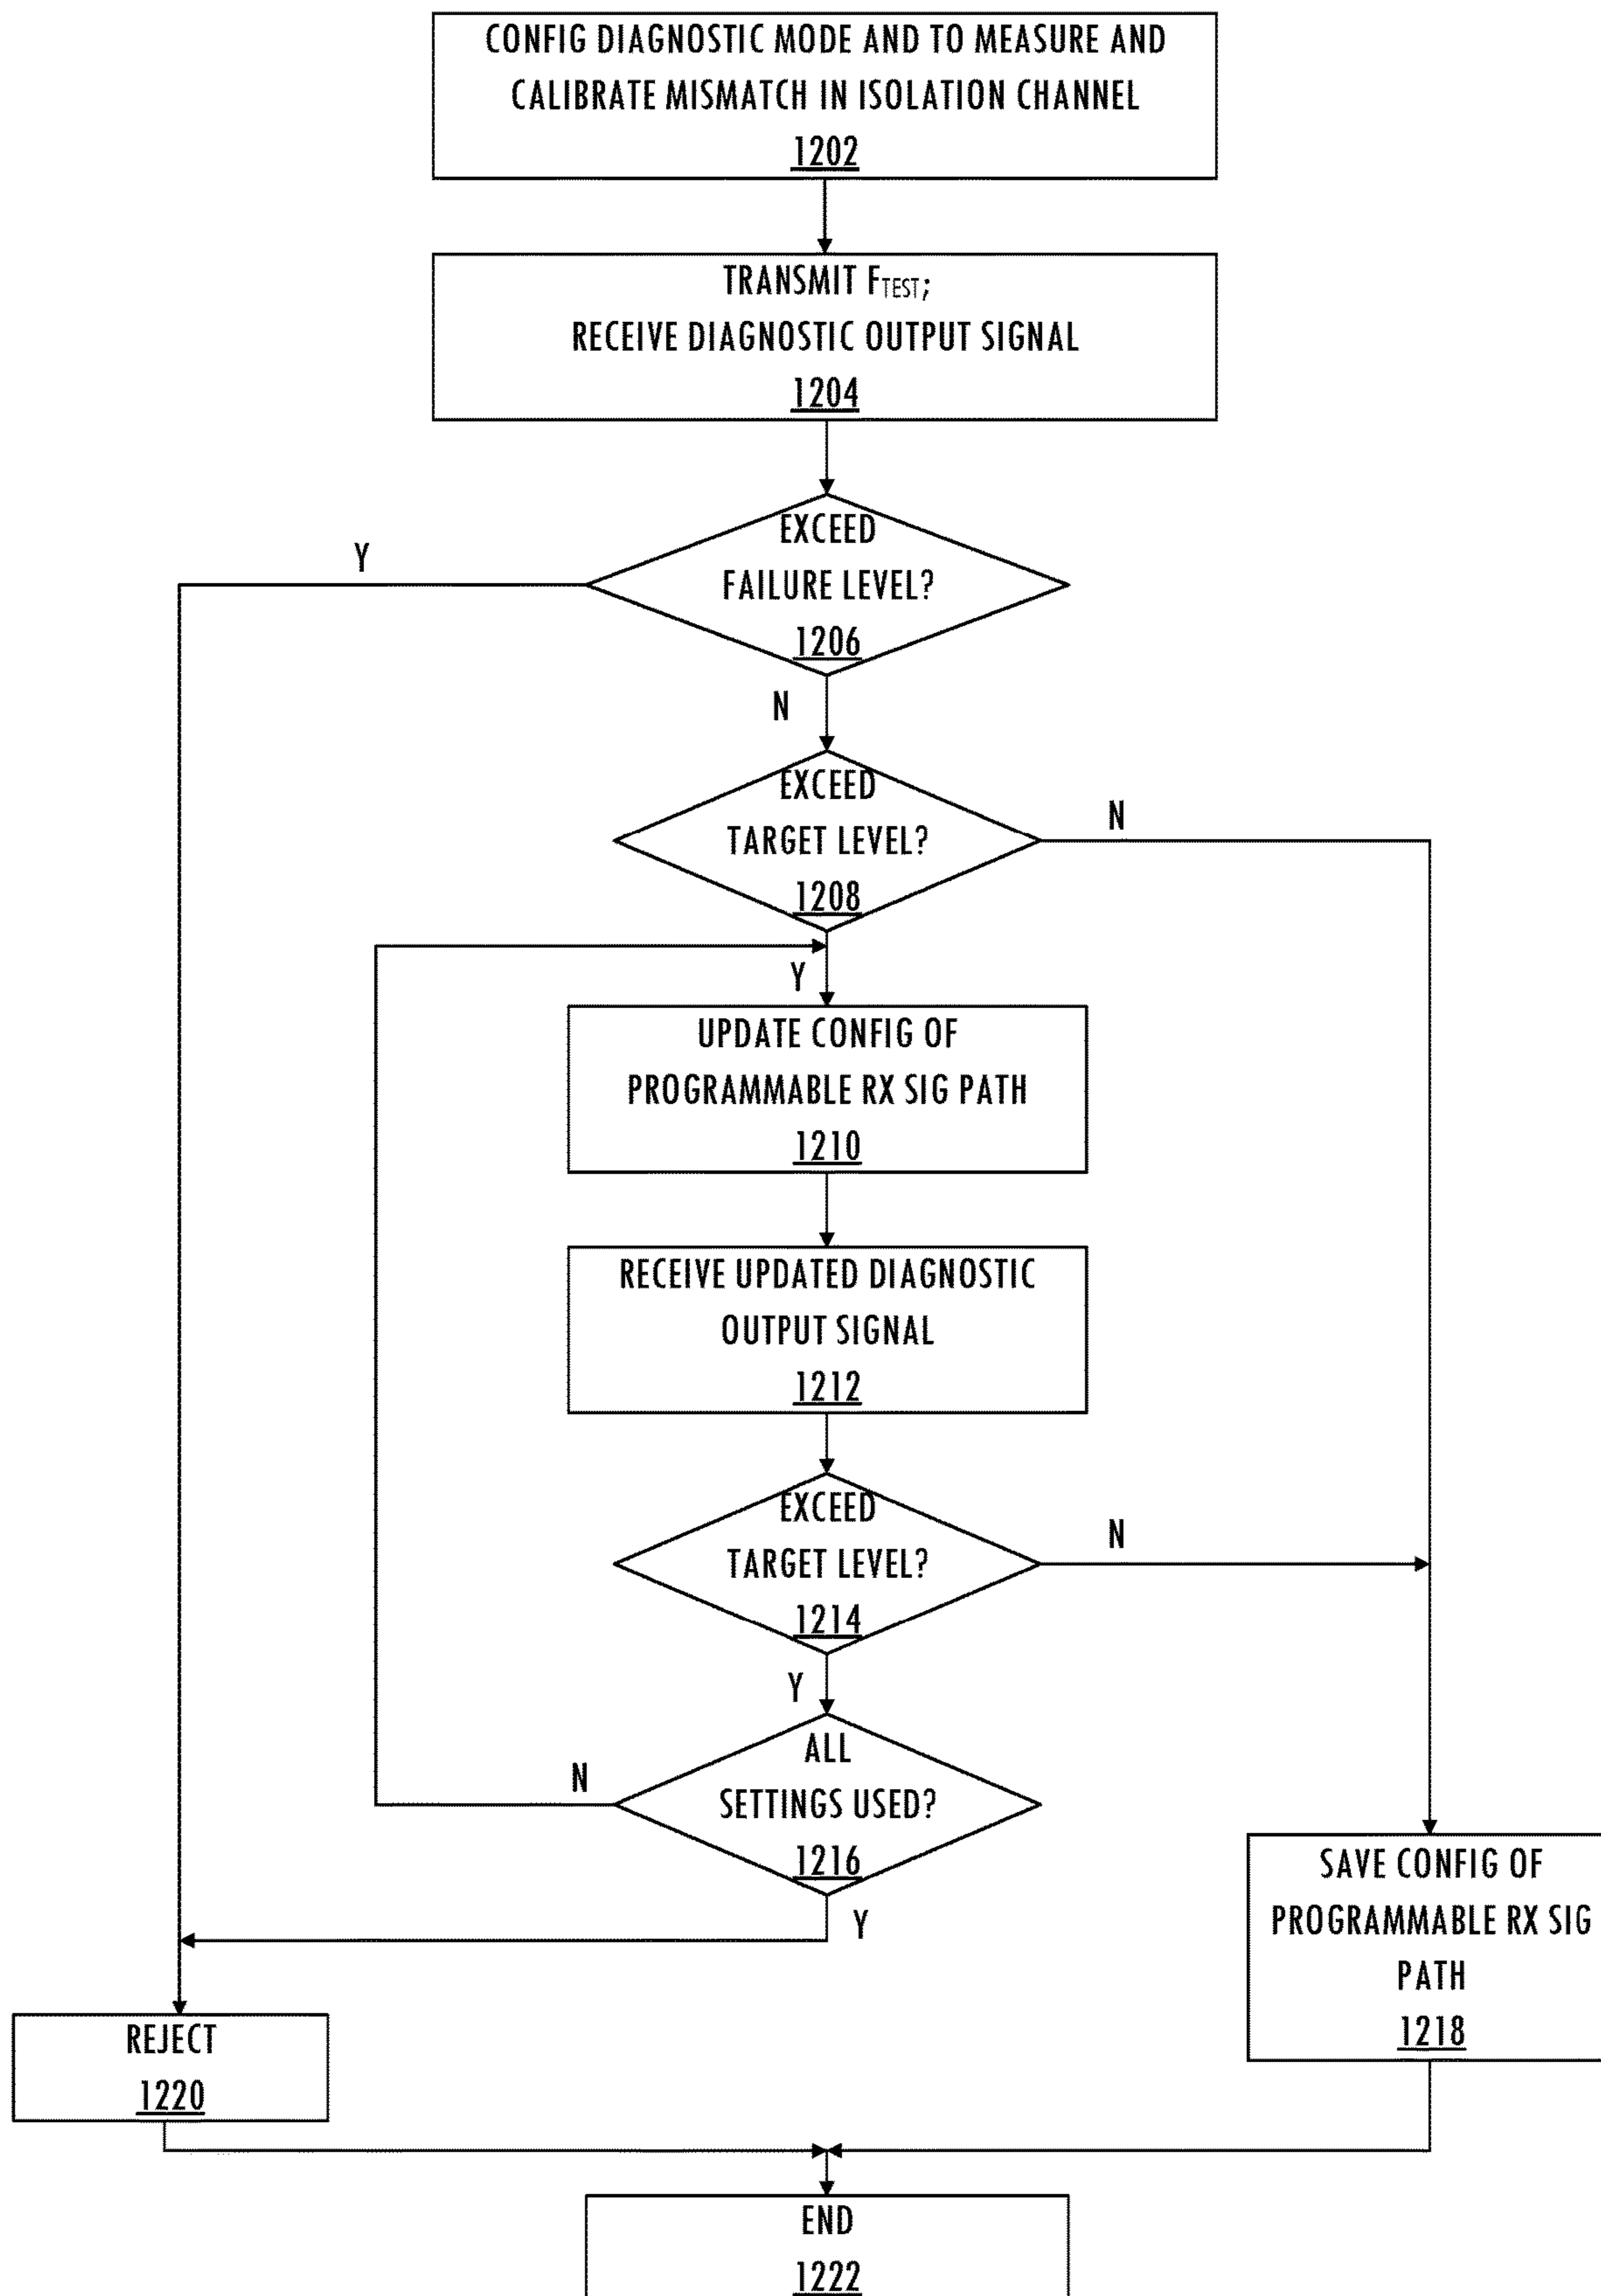 CONFIG DIAGNOSTIC MODE AND TO MEASURE AND
CALIBRATE MISMATCH IN ISOLATION CHANNEL
1202
TRANSMIT FTEST;
RECEIVE DIAGNOSTIC OUTPUT SIGNAL
1204
EXCEED
FAILURE LEVEL?
1206
Y
N
EXCEED
TARGET LEVEL?
1208
N
Y
UPDATE CONFIG OF
PROGRAMMABLE RX SIG PATH
1210
RECEIVE UPDATED DIAGNOSTIC
OUTPUT SIGNAL
1212
EXCEED
TARGET LEVEL?
1214
N
Y
ALL
SETTINGS USED?
1216
N
Y
SAVE CONFIG OF
PROGRAMMABLE RX SIG
PATH
1218
REJECT
1220
END
1222